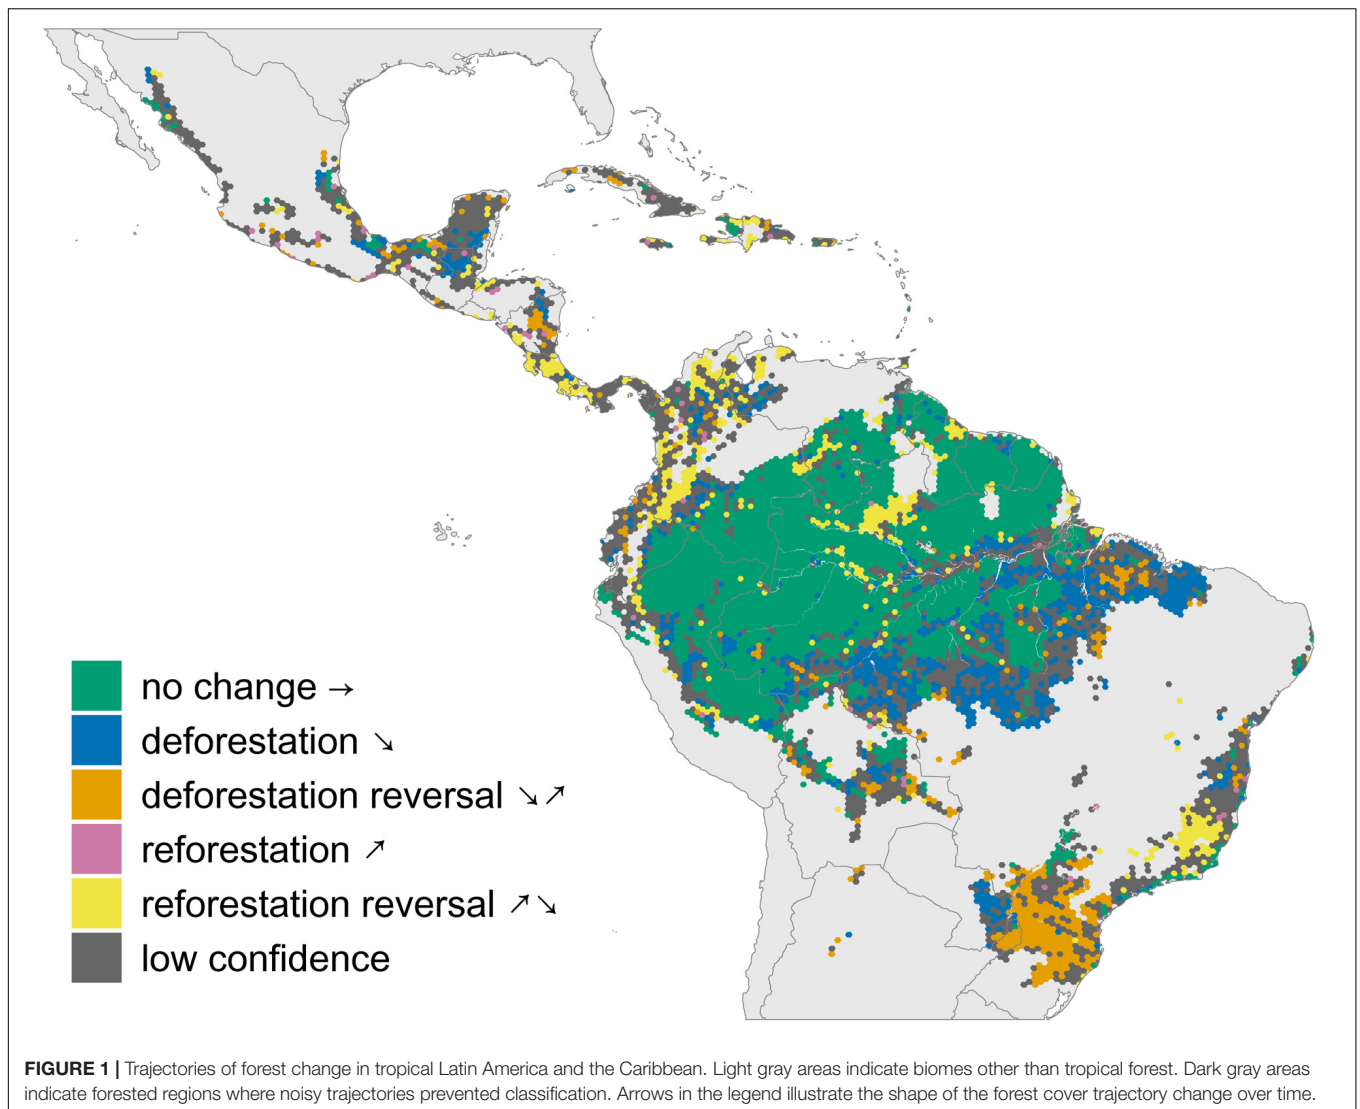 no change →
deforestation ↘
deforestation reversal ↘↗
reforestation ↗
reforestation reversal ↗↘
low confidence
FIGURE 1 | Trajectories of forest change in tropical Latin America and the Caribbean. Light gray areas indicate biomes other than tropical forest. Dark gray areas
indicate forested regions where noisy trajectories prevented classification. Arrows in the legend illustrate the shape of the forest cover trajectory change over time.